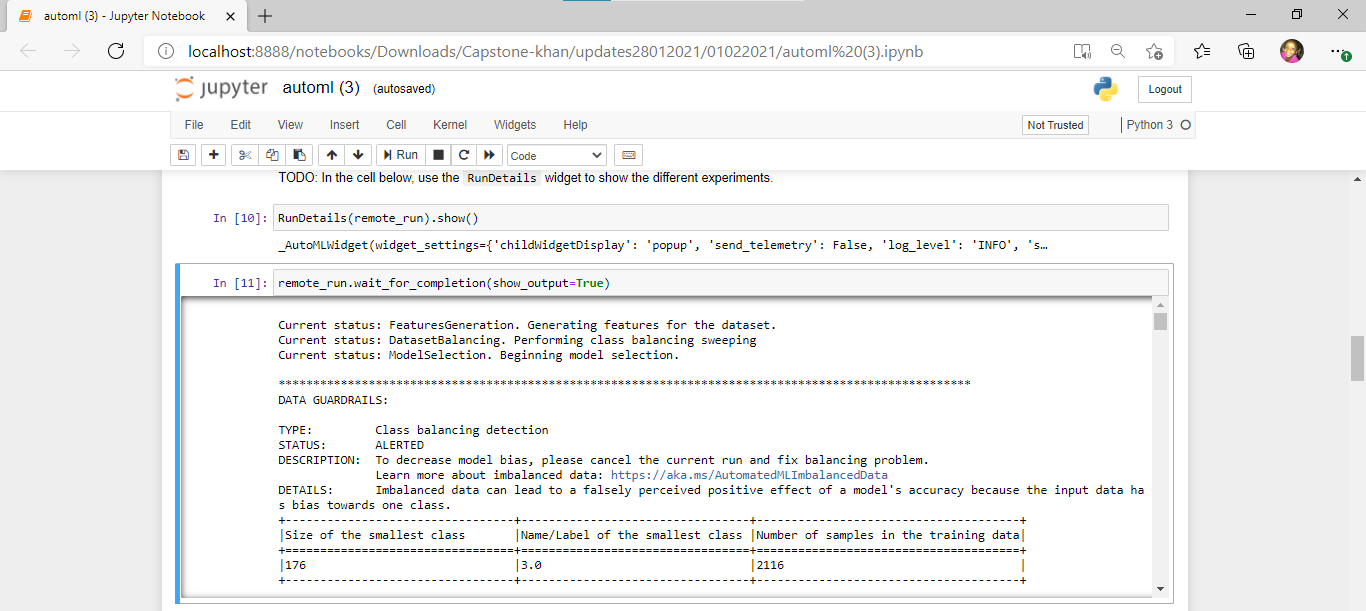 automl (3) - Jupyter Notebook
localhost:8888/notebooks/Downloads/Capstone-khan/updates28012021/01022021/automl%20(3).ipynb
jupyter automl (3) (autosaved)
Logout
File Edit View Insert Cell Kernel Widgets Help
Not Trusted
Python 3
Run
Code
TODO: In the cell below, use the RunDetails widget to show the different experiments.
In [10]: RunDetails(remote_run).show()
_AutoMLWidget(widget_settings={'childWidgetDisplay': 'popup', 'send_telemetry': False, 'log_level': 'INFO', 's…
In [11]: remote_run.wait_for_completion(show_output=True)
Current status: FeaturesGeneration. Generating features for the dataset.
Current status: DatasetBalancing. Performing class balancing sweeping
Current status: ModelSelection. Beginning model selection.
****************************************************************************************************
DATA GUARDRAILS:
TYPE:         Class balancing detection
STATUS:       ALERTED
DESCRIPTION:  To decrease model bias, please cancel the current run and fix balancing problem.
Learn more about imbalanced data: https://aka.ms/AutomatedMLImbalancedData
DETAILS:      Imbalanced data can lead to a falsely perceived positive effect of a model's accuracy because the input data ha
s bias towards one class.
+---------------------------------+---------------------------------+--------------------------------------+
|Size of the smallest class       |Name/Label of the smallest class |Number of samples in the training data|
+=================================+=================================+======================================+
|176                              |3.0                              |2116                                  |
+---------------------------------+---------------------------------+--------------------------------------+